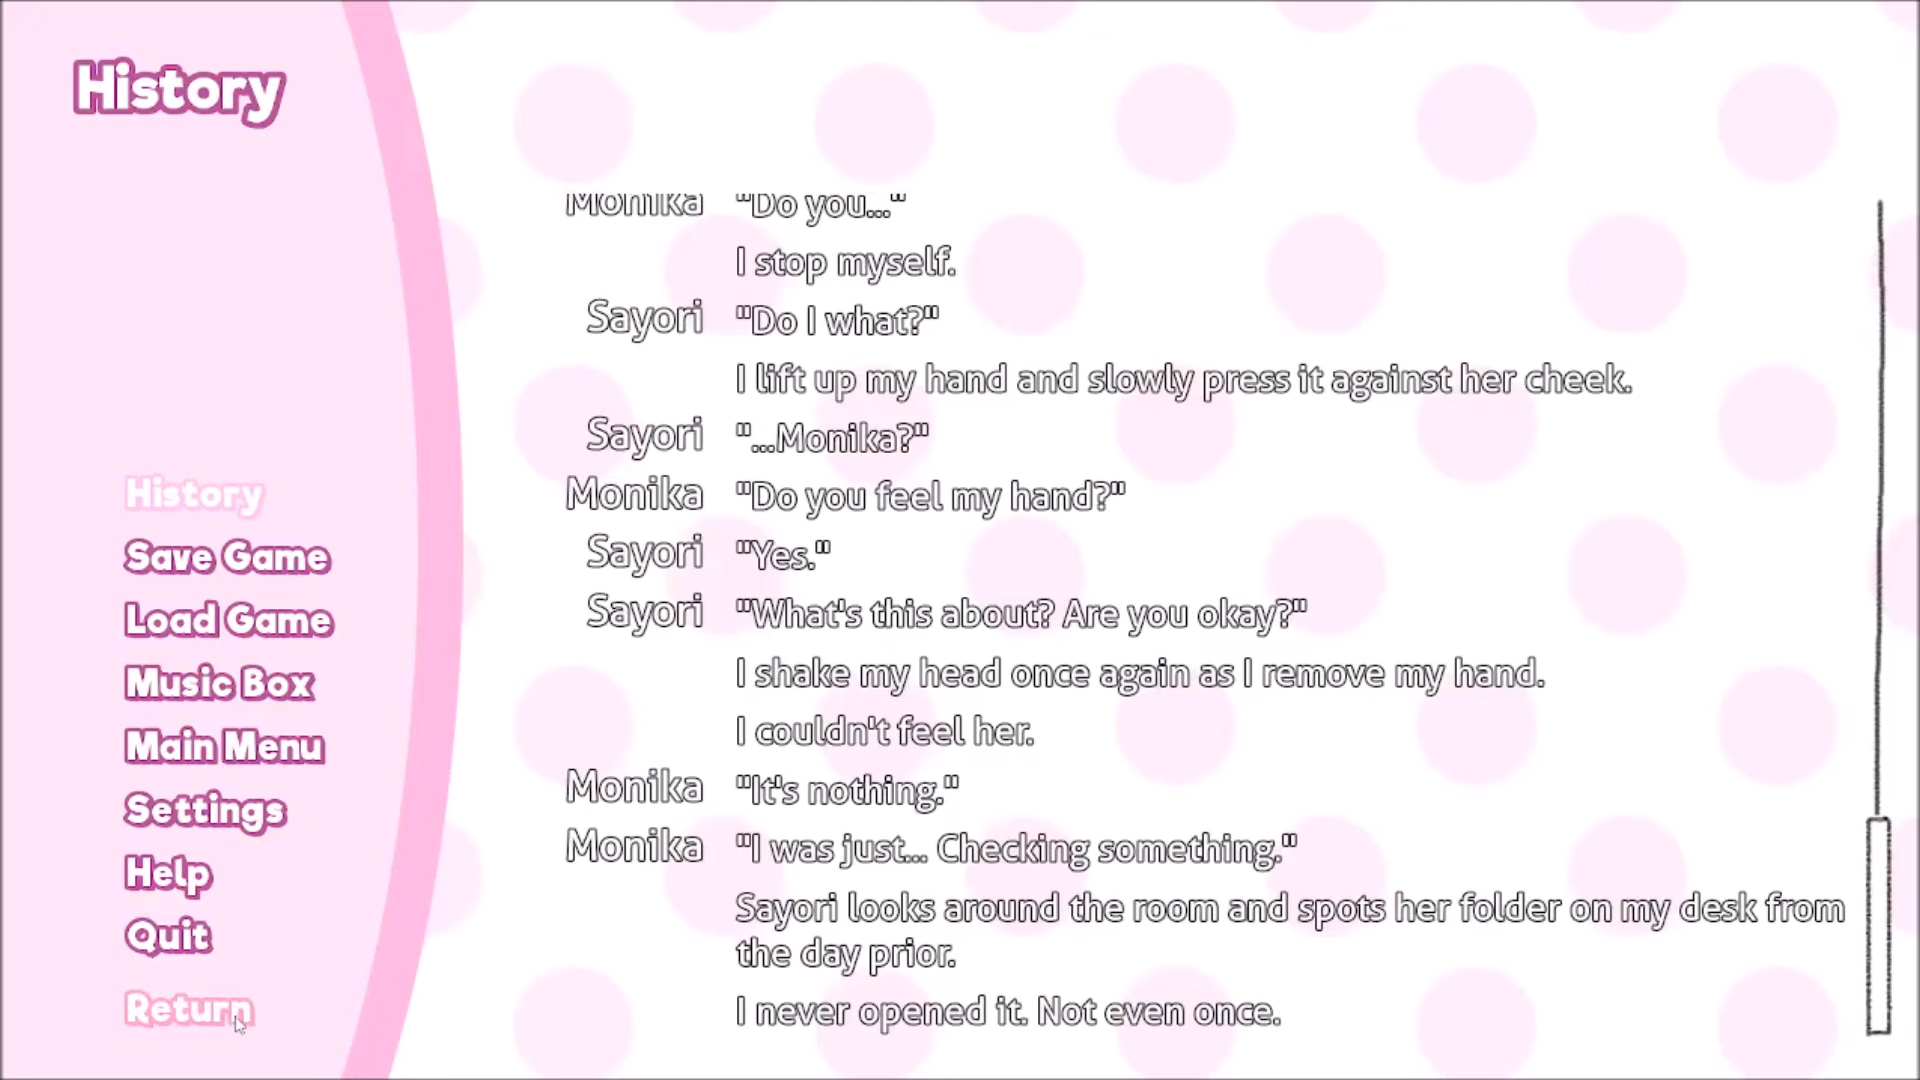 History
Monika "Do you..."
I stop myself.
Sayori "Do I what?"
I lift up my hand and slowly press it against her cheek.
Sayori "...Monika?"
Monika "Do you feel my hand?"
Sayori "Yes."
Sayori "What's this about? Are you okay?"
I shake my head once again as I remove my hand.
I couldn't feel her.
Monika "It's nothing."
Monika "I was just... Checking something."
Sayori looks around the room and spots her folder on my desk from
the day prior.
I never opened it. Not even once.
History
Save Game
Load Game
Music Box
Main Menu
Settings
Help
Quit
Return